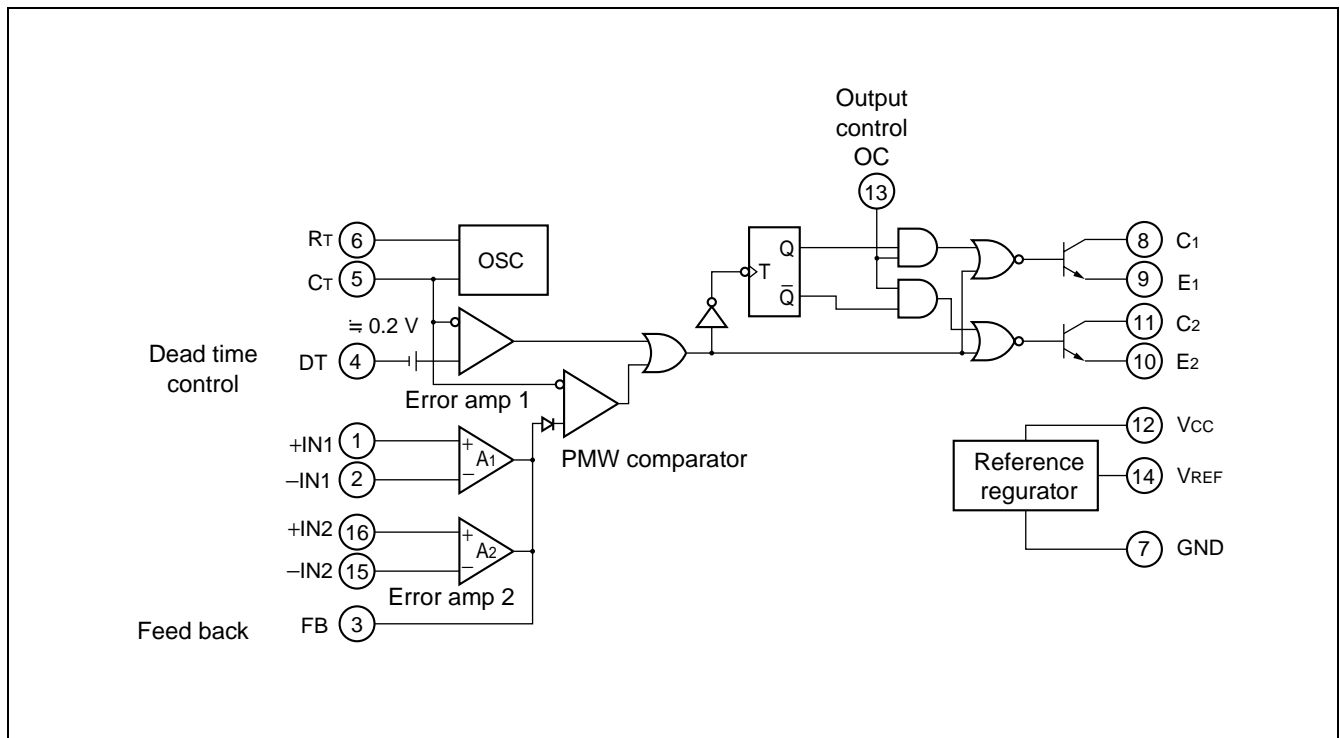 Output
control
OC
13
RT 6
OSC
CT 5
≒ 0.2 V
Dead time
control
DT 4
Error amp 1
+IN1 1
−IN1 2
+
−
A1
PMW comparator
+IN2 16
−IN2 15
+
−
A2
Error amp 2
Feed back
FB 3
T
Q
Q̅
8 C1
9 E1
11 C2
10 E2
12 VCC
Reference
regurator
14 VREF
7 GND